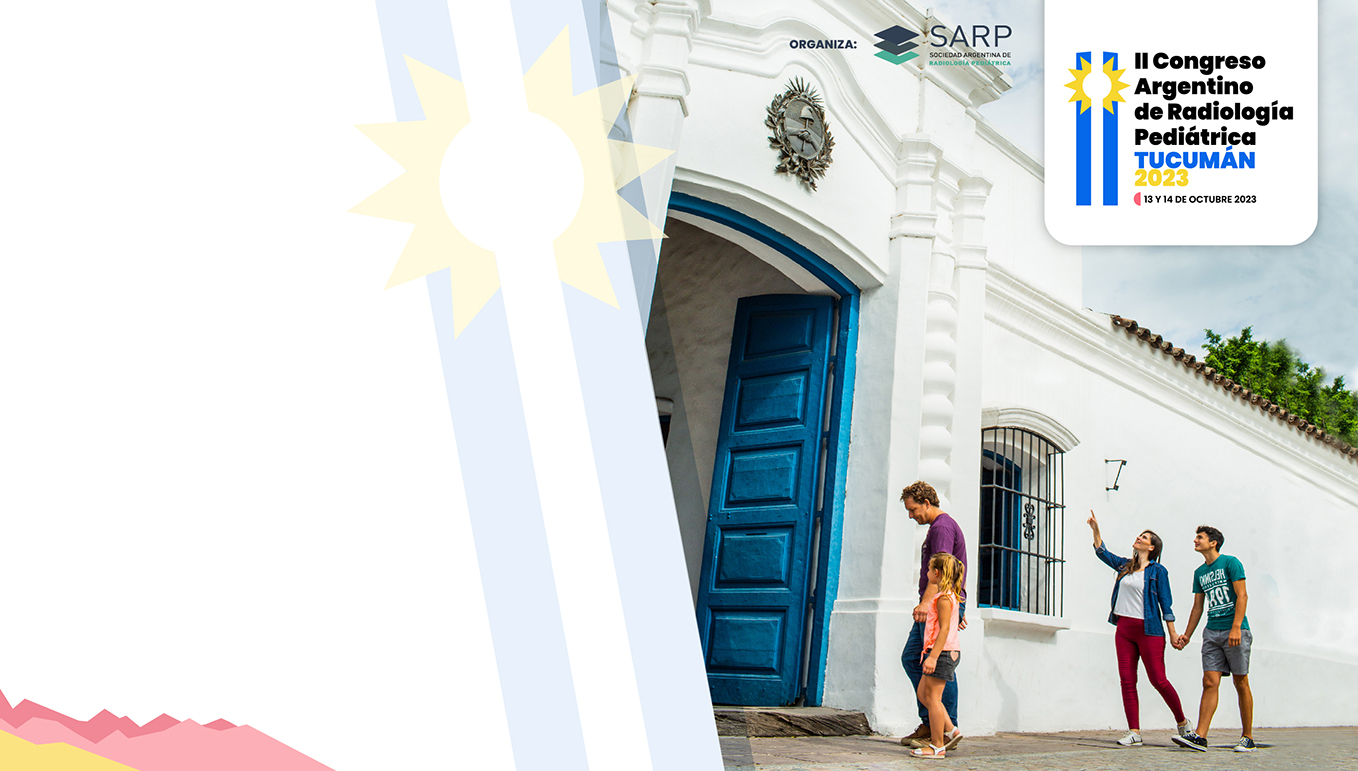 ORGANIZA:
SARP
SOCIEDAD ARGENTINA DE
RADIOLOGÍA PEDIÁTRICA
II Congreso
Argentino
de Radiología
Pediátrica
TUCUMÁN
2023
13 Y 14 DE OCTUBRE 2023
HELSINKI